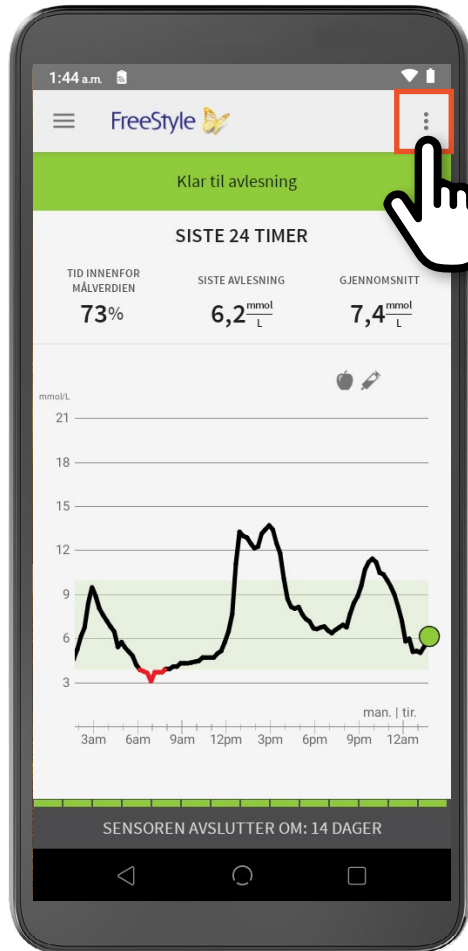 1:44 a.m.
FreeStyle
Klar til avlesning
SISTE 24 TIMER
TID INNENFOR
MÅLVERDIEN
73%
SISTE AVLESNING
6,2 mmol/L
GJENNOMSNITT
7,4 mmol/L
mmol/L
21
18
15
12
9
6
3
man. | tir.
3am 6am 9am 12pm 3pm 6pm 9pm 12am
SENSOREN AVSLUTTER OM: 14 DAGER